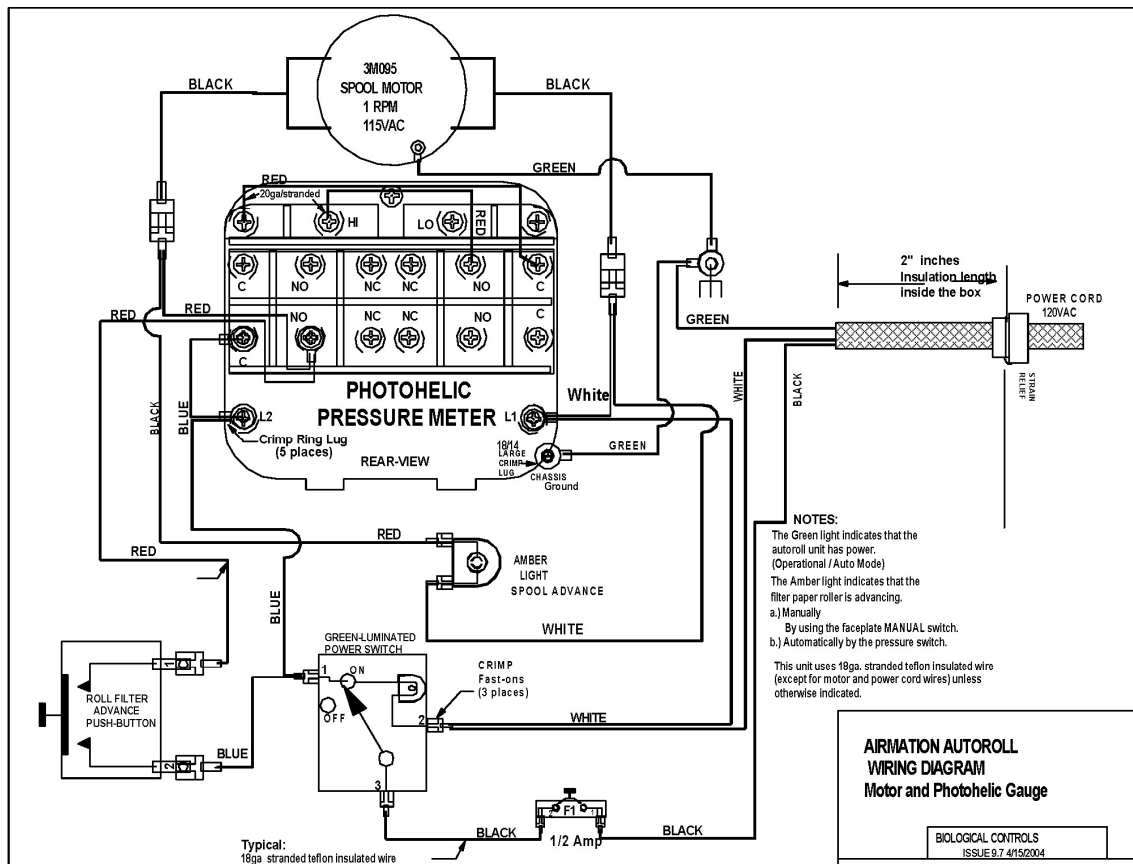 3M095
SPOOL MOTOR
1 RPM
115VAC
BLACK
BLACK
GREEN
RED
20ga/stranded
HI
LO
RED
C
NO
NC
NC
NO
C
RED
RED
NO
NC
NC
NO
C
C
2" inches
Insulation length
inside the box
POWER CORD
120VAC
GREEN
STRAIN
RELIEF
WHITE
BLACK
BLACK
BLUE
PHOTOHELIC
PRESSURE METER
White
L2
L1
Crimp Ring Lug
(5 places)
REAR-VIEW
18/14
LARGE
CRIMP
LUG
CHASSIS
Ground
GREEN
RED
RED
AMBER
LIGHT
SPOOL ADVANCE
WHITE
BLUE
NOTES:
The Green light indicates that the
autoroll unit has power.
(Operational / Auto Mode)
The Amber light indicates that the
filter paper roller is advancing.
a.) Manually
By using the faceplate MANUAL switch.
b.) Automatically by the pressure switch.
This unit uses 18ga. stranded teflon insulated wire
(except for motor and power cord wires) unless
otherwise indicated.
GREEN-LUMINATED
POWER SWITCH
1
ON
OFF
2
3
CRIMP
Fast-ons
(3 places)
WHITE
1
ROLL FILTER
ADVANCE
PUSH-BUTTON
2
BLUE
BLACK
2
F1
1
1/2 Amp
BLACK
Typical:
18ga stranded teflon insulated wire
AIRMATION AUTOROLL
WIRING DIAGRAM
Motor and Photohelic Gauge
BIOLOGICAL CONTROLS
ISSUE 9.7 4/15/2004